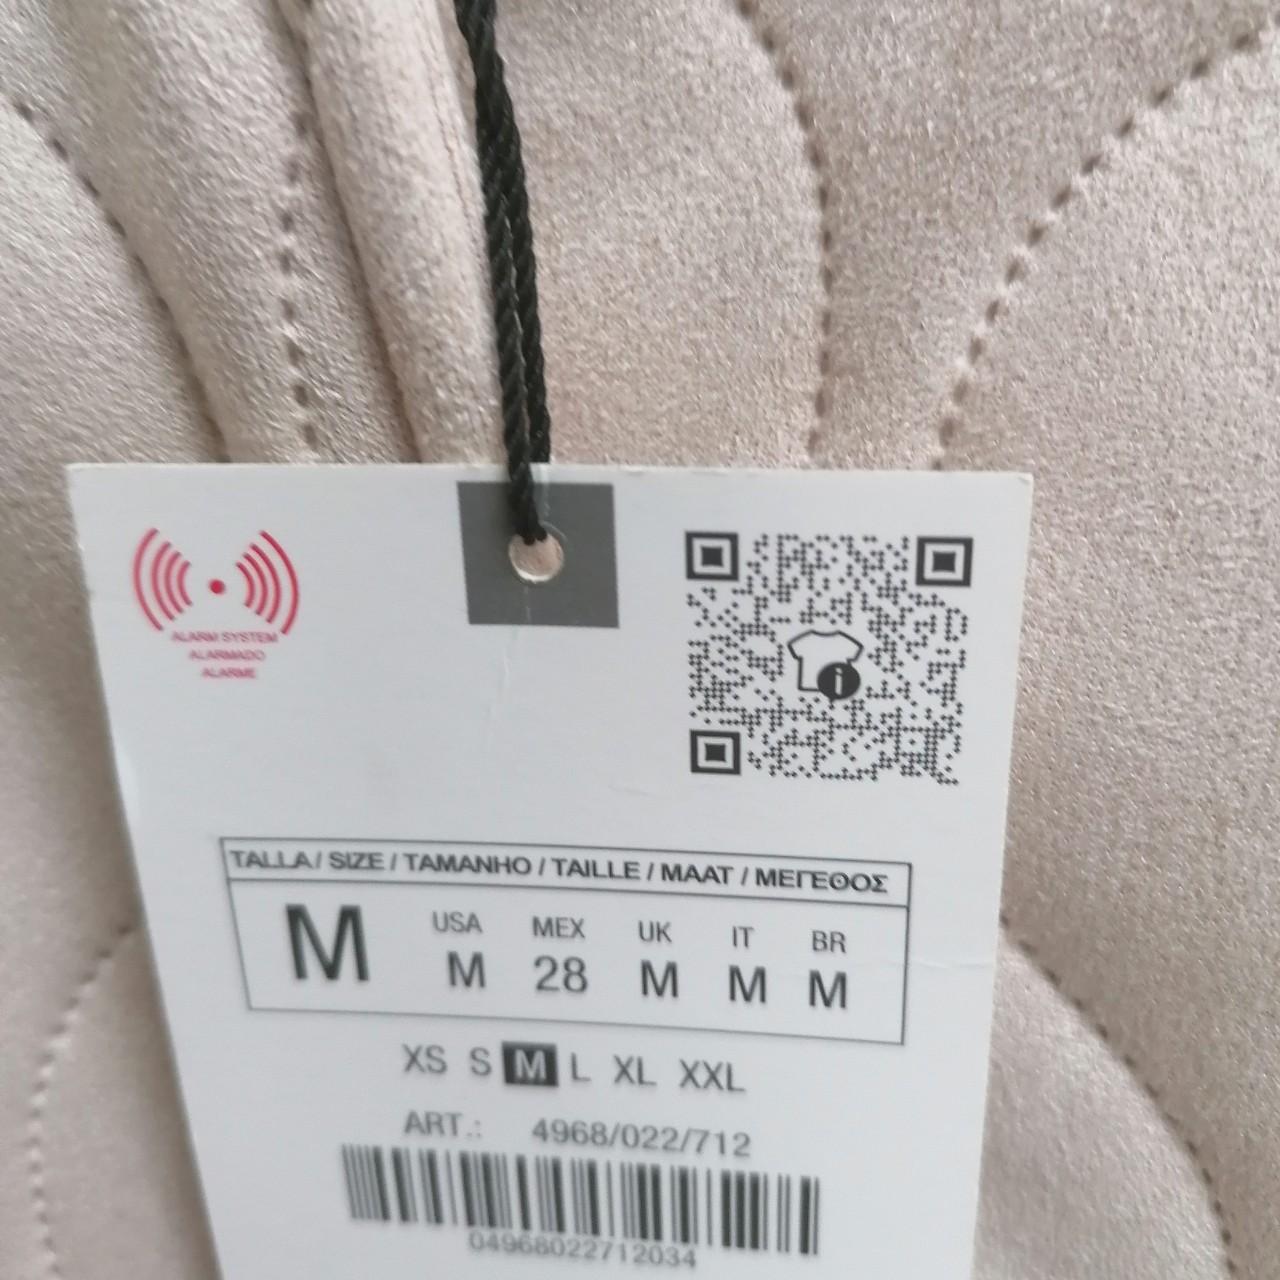 ALARM SYSTEM
ALARMADO
ALARME
i
TALLA / SIZE / TAMANHO / TAILLE / MAAT / ΜΕΓΕΘΟΣ
M
USA MEX UK IT BR
M 28 M M M
XS S M L XL XXL
ART.: 4968/022/712
04968022712034